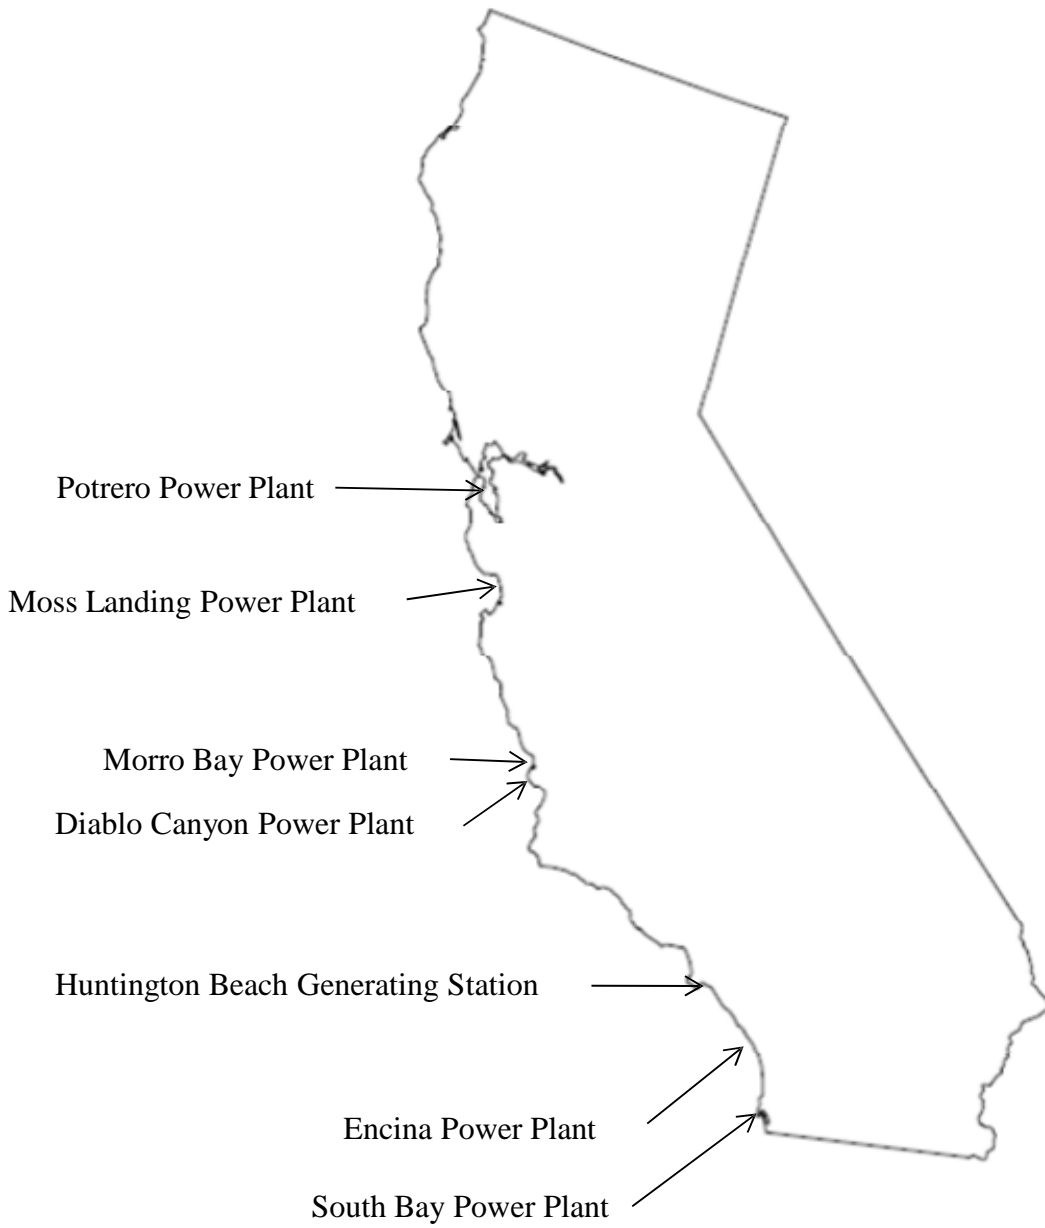 Potrero Power Plant
Moss Landing Power Plant
Morro Bay Power Plant
Diablo Canyon Power Plant
Huntington Beach Generating Station
Encina Power Plant
South Bay Power Plant